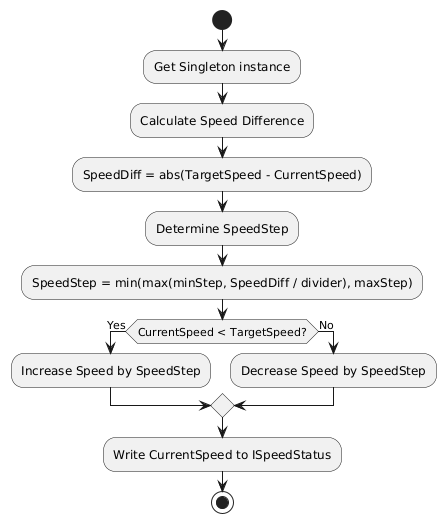 Get Singleton instance
Calculate Speed Difference
SpeedDiff = abs(TargetSpeed - CurrentSpeed)
Determine SpeedStep
SpeedStep = min(max(minStep, SpeedDiff / divider), maxStep)
Yes
CurrentSpeed < TargetSpeed?
No
Increase Speed by SpeedStep
Decrease Speed by SpeedStep
Write CurrentSpeed to ISpeedStatus